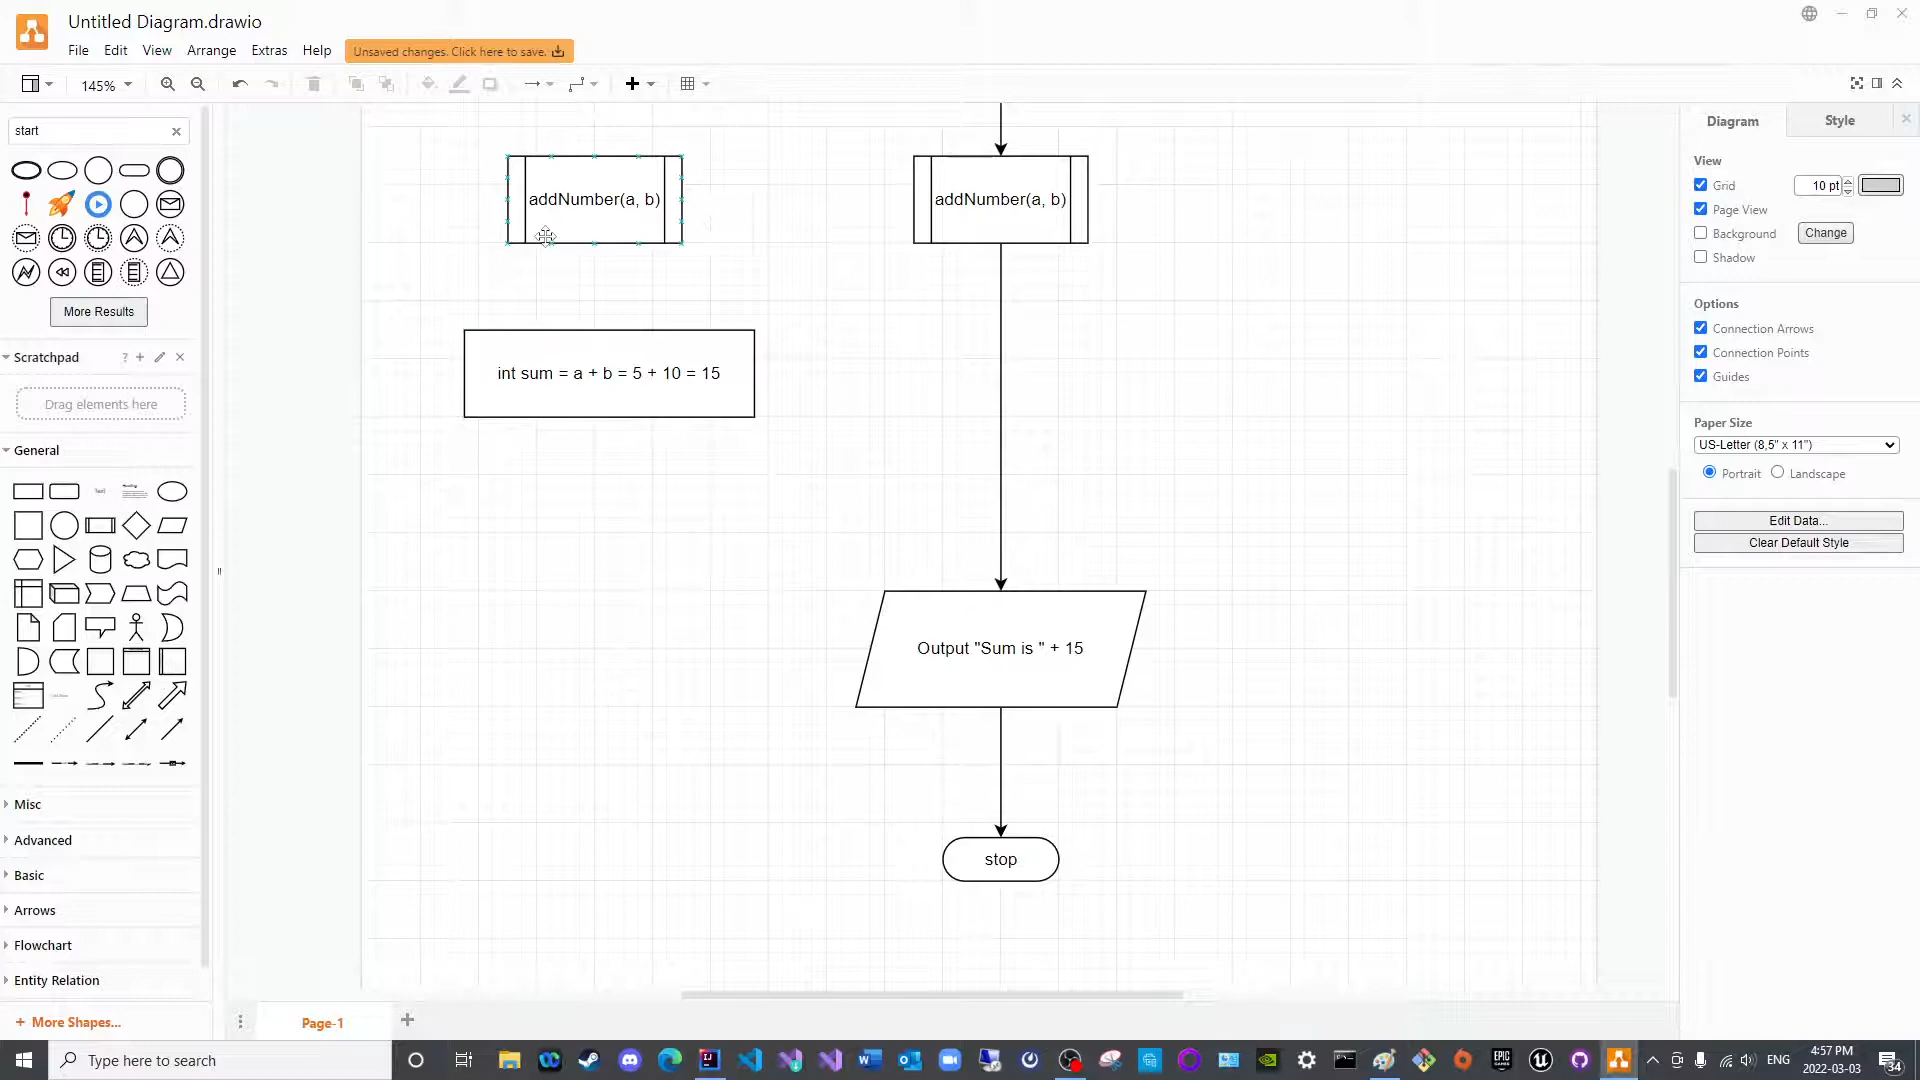 Untitled Diagram.drawio
File Edit View Arrange Extras Help
Unsaved changes. Click here to save.
145%
start
More Results
Scratchpad
?
Drag elements here
General
Text
Heading
Misc
Advanced
Basic
Arrows
Flowchart
Entity Relation
+ More Shapes...
addNumber(a, b)
addNumber(a, b)
int sum = a + b = 5 + 10 = 15
Output "Sum is " + 15
stop
Page-1
Diagram
Style
View
Grid
10 pt
Page View
Background
Change
Shadow
Options
Connection Arrows
Connection Points
Guides
Paper Size
US-Letter (8,5" x 11")
Portrait
Landscape
Edit Data...
Clear Default Style
Type here to search
ENG
4:57 PM
2022-03-03
34